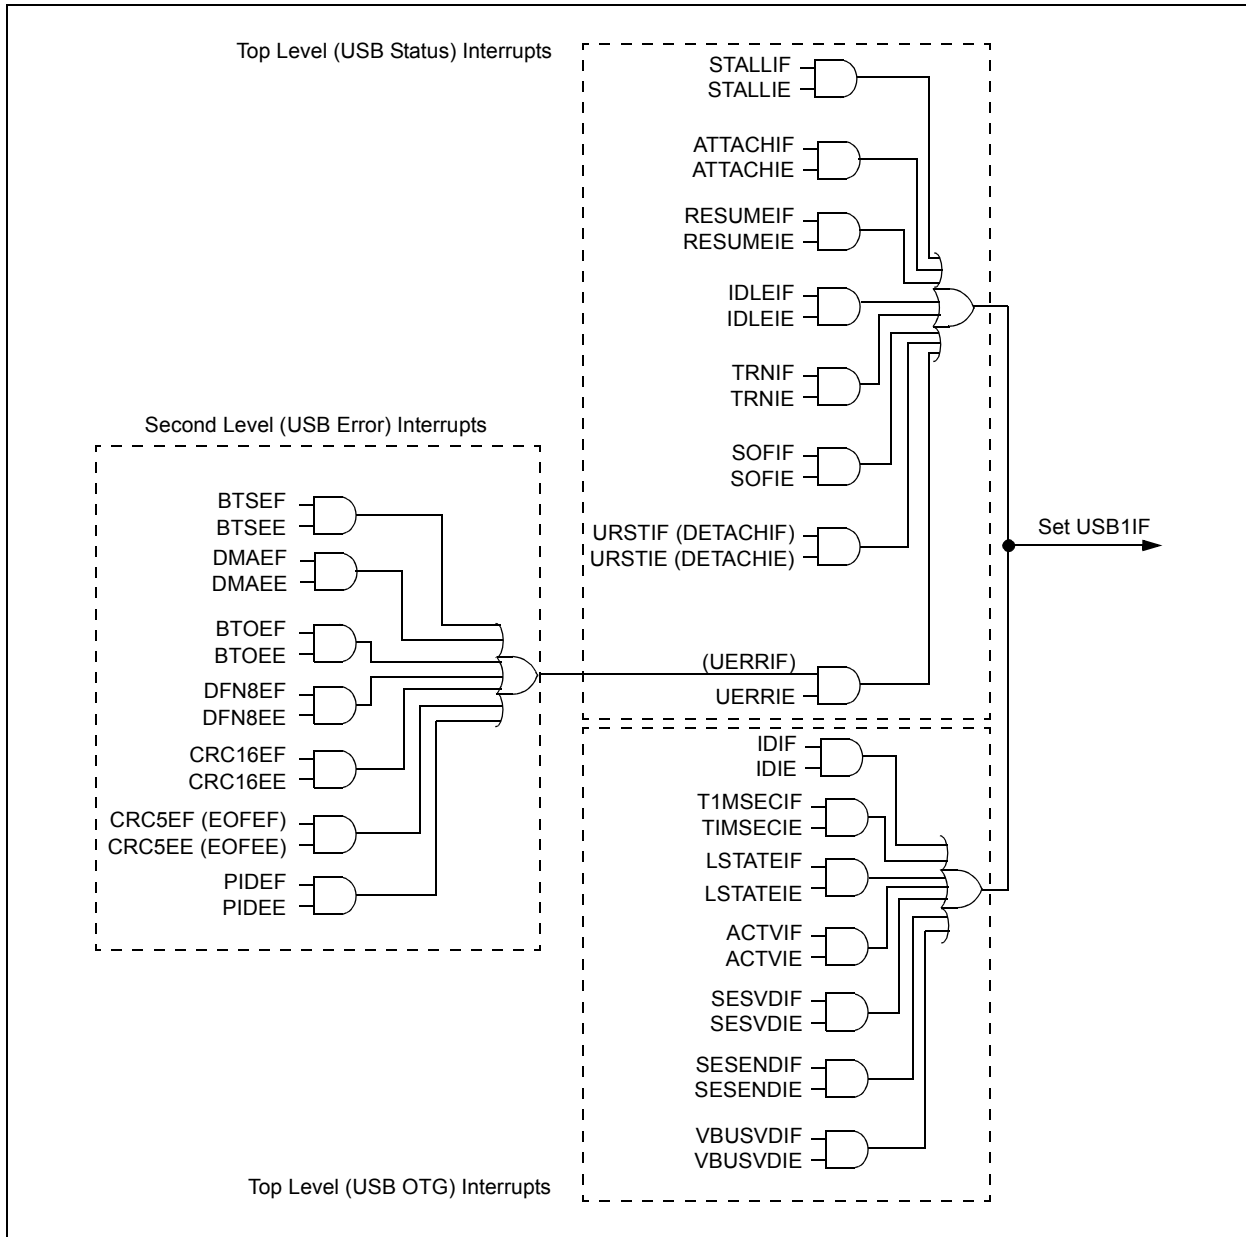 Top Level (USB Status) Interrupts
STALLIF
STALLIE
ATTACHIF
ATTACHIE
RESUMEIF
RESUMEIE
IDLEIF
IDLEIE
TRNIF
TRNIE
SOFIF
SOFIE
URSTIF (DETACHIF)
URSTIE (DETACHIE)
(UERRIF)
UERRIE
Second Level (USB Error) Interrupts
BTSEF
BTSEE
DMAEF
DMAEE
BTOEF
BTOEE
DFN8EF
DFN8EE
CRC16EF
CRC16EE
CRC5EF (EOFEF)
CRC5EE (EOFEE)
PIDEF
PIDEE
Set USB1IF
IDIF
IDIE
T1MSECIF
TIMSECIE
LSTATEIF
LSTATEIE
ACTVIF
ACTVIE
SESVDIF
SESVDIE
SESENDIF
SESENDIE
VBUSVDIF
VBUSVDIE
Top Level (USB OTG) Interrupts